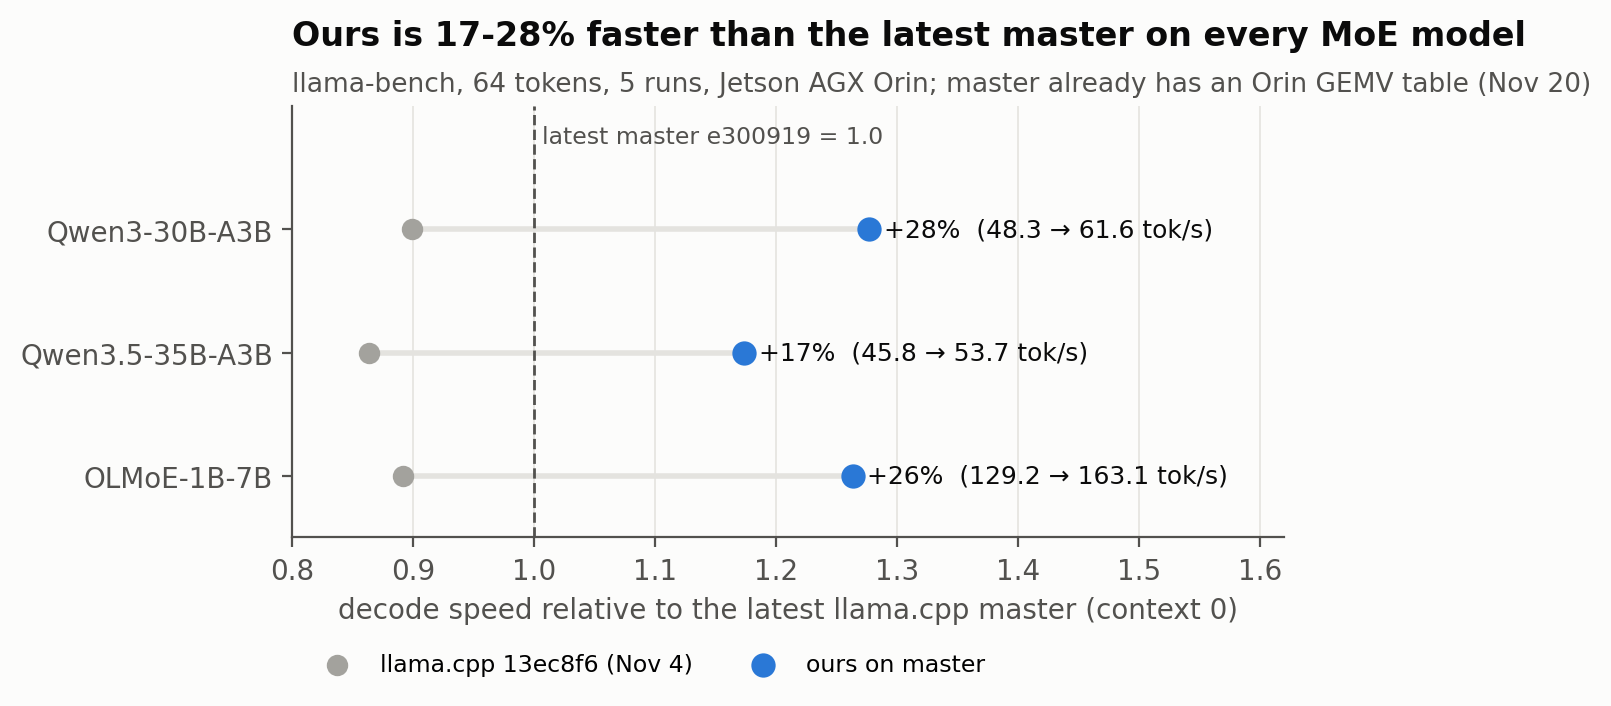 Ours is 17-28% faster than the latest master on every MoE model
llama-bench, 64 tokens, 5 runs, Jetson AGX Orin; master already has an Orin GEMV table (Nov 20)
latest master e300919 = 1.0
Qwen3-30B-A3B
+28% (48.3 → 61.6 tok/s)
Qwen3.5-35B-A3B
+17% (45.8 → 53.7 tok/s)
OLMoE-1B-7B
+26% (129.2 → 163.1 tok/s)
0.8 0.9 1.0 1.1 1.2 1.3 1.4 1.5 1.6
decode speed relative to the latest llama.cpp master (context 0)
llama.cpp 13ec8f6 (Nov 4) ours on master